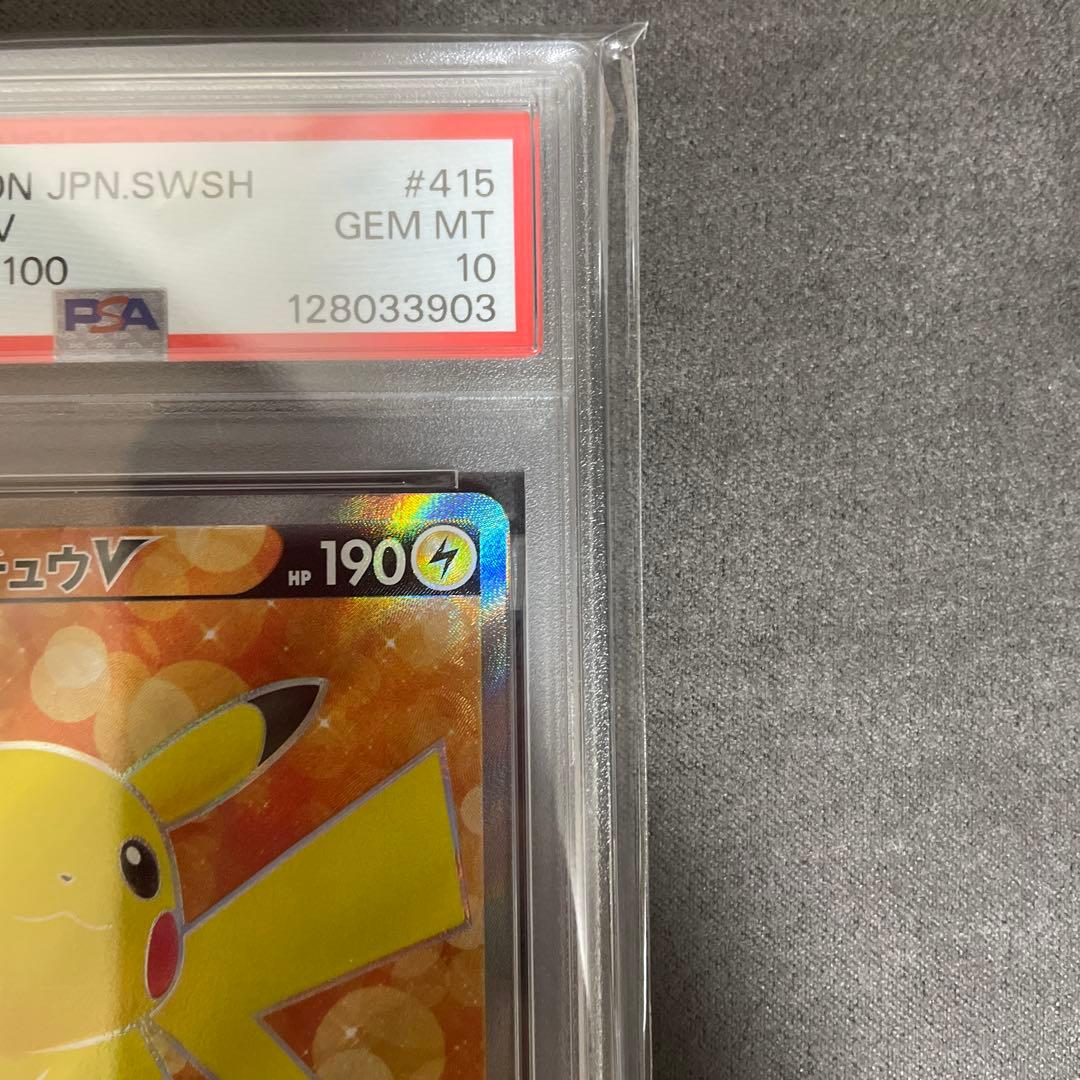 ON JPN.SWSH #415
V GEM MT
100 10
PSA 128033903
チュウV HP 190